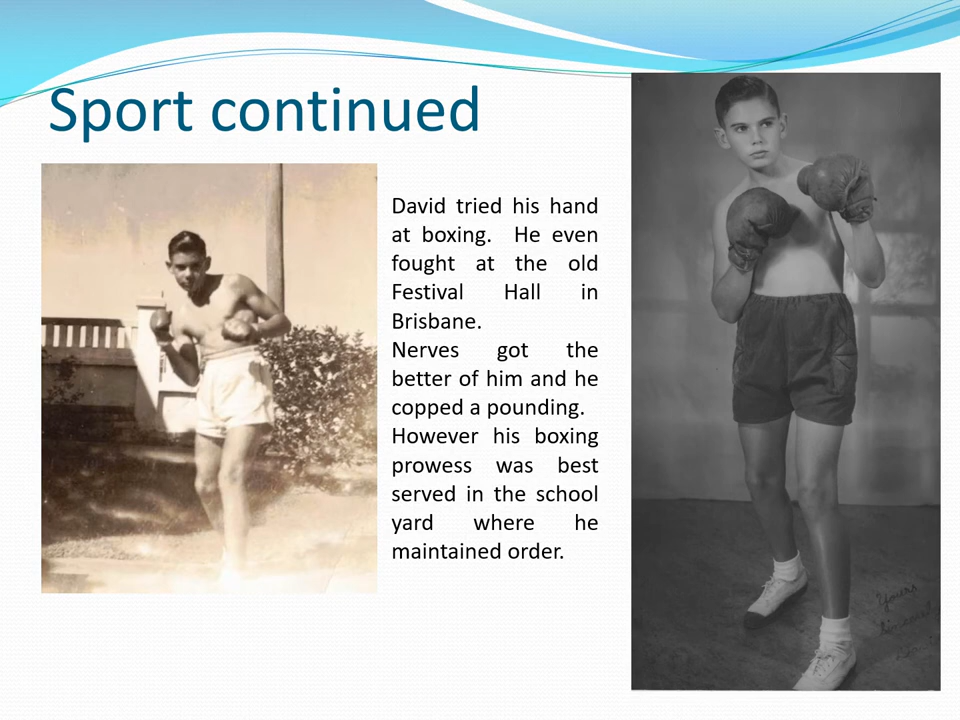 Sport continued
David tried his hand
at boxing.  He even
fought at the old
Festival Hall in
Brisbane.
Nerves got the
better of him and he
copped a pounding.
However his boxing
prowess was best
served in the school
yard where he
maintained order.
Yours